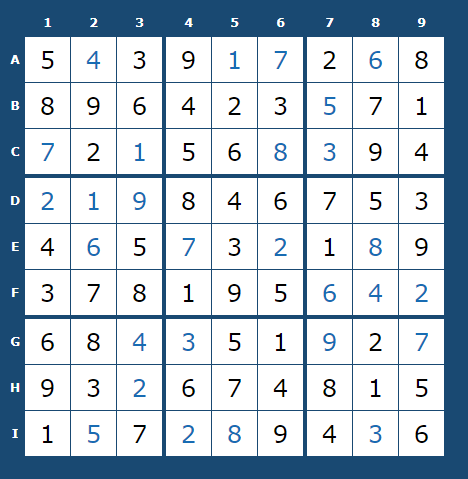 1 2 3 4 5 6 7 8 9
A 5 4 3 9 1 7 2 6 8
B 8 9 6 4 2 3 5 7 1
C 7 2 1 5 6 8 3 9 4
D 2 1 9 8 4 6 7 5 3
E 4 6 5 7 3 2 1 8 9
F 3 7 8 1 9 5 6 4 2
G 6 8 4 3 5 1 9 2 7
H 9 3 2 6 7 4 8 1 5
I 1 5 7 2 8 9 4 3 6